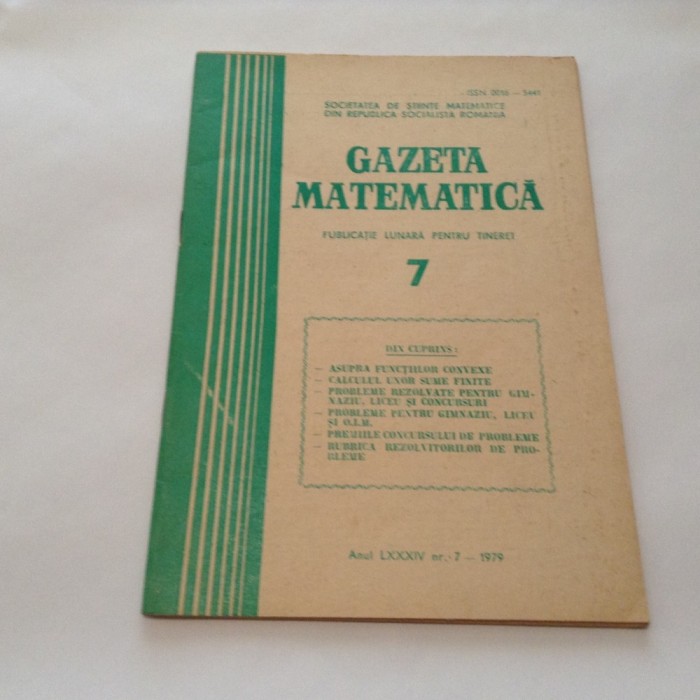 ISSN 0016 - 5441
SOCIETATEA DE ȘTIINȚE MATEMATICE
DIN REPUBLICA SOCIALISTA ROMANIA
GAZETA
MATEMATICĂ
PUBLICAȚIE LUNARĂ PENTRU TINERET
7
DIN CUPRINS :
— ASUPRA FUNCȚIILOR CONVEXE
— CALCULUL UNOR SUME FINITE
— PROBLEME REZOLVATE PENTRU GIM-
NAZIU, LICEU ȘI CONCURSURI
— PROBLEME PENTRU GIMNAZIU, LICEU
ȘI O.I.M.
— PREMIILE CONCURSULUI DE PROBLEME
— RUBRICA REZOLVITORILOR DE PRO-
BLEME
Anul LXXXIV nr. 7 — 1979